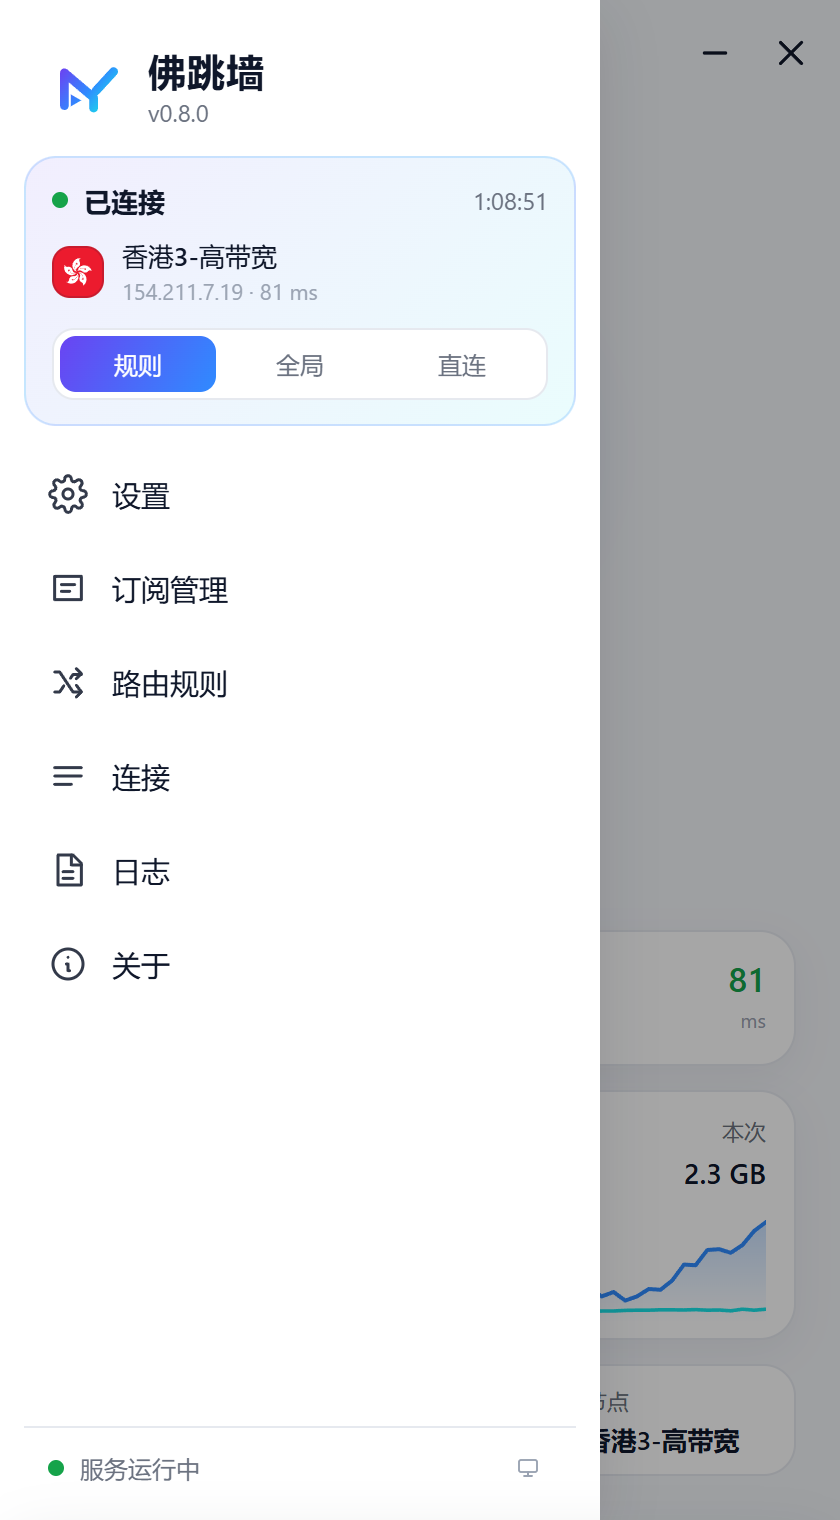 佛跳墙
v0.8.0
已连接
1:08:51
香港3-高带宽
154.211.7.19 · 81 ms
规则
全局
直连
设置
订阅管理
路由规则
连接
日志
关于
81
ms
本次
2.3 GB
节点
香港3-高带宽
服务运行中